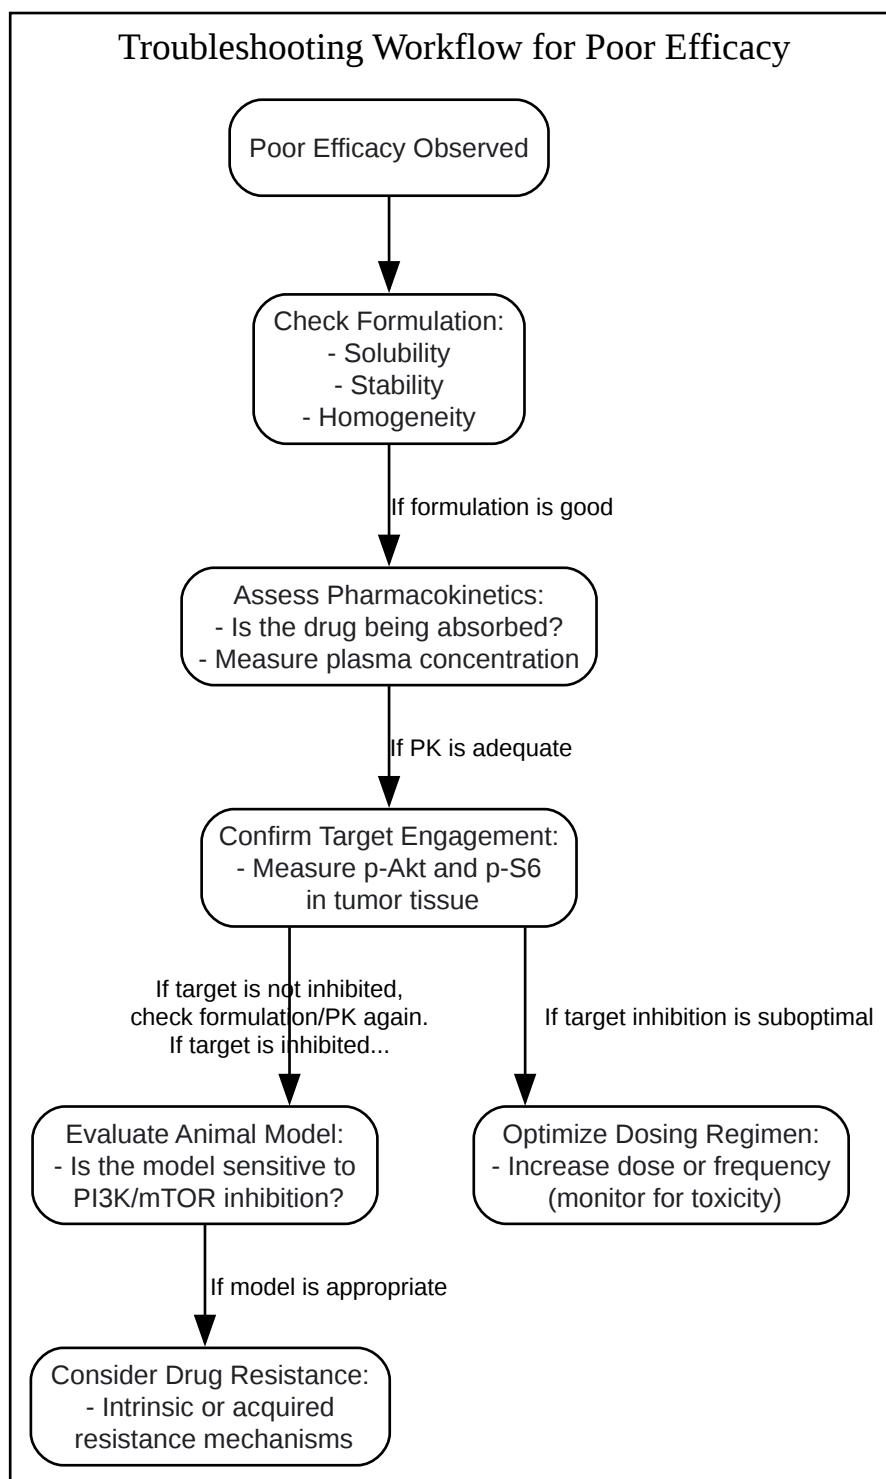 Troubleshooting Workflow for Poor Efficacy
Poor Efficacy Observed
Check Formulation:
- Solubility
- Stability
- Homogeneity
If formulation is good
Assess Pharmacokinetics:
- Is the drug being absorbed?
- Measure plasma concentration
If PK is adequate
Confirm Target Engagement:
- Measure p-Akt and p-S6
in tumor tissue
If target is not inhibited,
check formulation/PK again.
If target is inhibited...
If target inhibition is suboptimal
Evaluate Animal Model:
- Is the model sensitive to
PI3K/mTOR inhibition?
Optimize Dosing Regimen:
- Increase dose or frequency
(monitor for toxicity)
If model is appropriate
Consider Drug Resistance:
- Intrinsic or acquired
resistance mechanisms